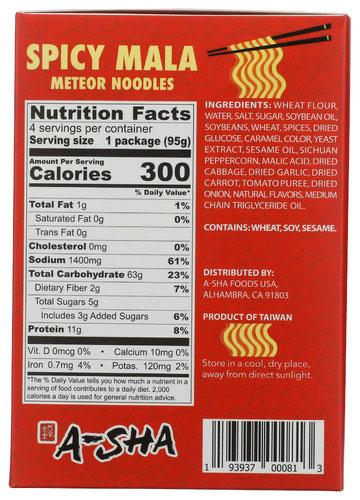 SPICY MALA
METEOR NOODLES
Nutrition Facts
4 servings per container
Serving size 1 package (95g)
Amount Per Serving
Calories 300
% Daily Value*
Total Fat 1g 1%
Saturated Fat 0g 0%
Trans Fat 0g
Cholesterol 0mg 0%
Sodium 1400mg 61%
Total Carbohydrate 63g 23%
Dietary Fiber 2g 7%
Total Sugars 5g
Includes 3g Added Sugars 6%
Protein 11g 8%
Vit. D 0mcg 0% • Calcium 10mg 0%
Iron 0.7mg 4% • Potas. 120mg 2%
*The % Daily Value tells you how much a nutrient in a
serving of food contributes to a daily diet. 2,000
calories a day is used for general nutrition advice.
A-SHA
INGREDIENTS: WHEAT FLOUR,
WATER, SALT, SUGAR, SOYBEAN OIL,
SOYBEANS, WHEAT, SPICES, DRIED
GLUCOSE, CARAMEL COLOR, YEAST
EXTRACT, SESAME OIL, SICHUAN
PEPPERCORN, MALIC ACID, DRIED
CABBAGE, DRIED GARLIC, DRIED
CARROT, TOMATO PUREE, DRIED
ONION, NATURAL FLAVORS, MEDIUM
CHAIN TRIGLYCERIDE OIL.
CONTAINS: WHEAT, SOY, SESAME.
DISTRIBUTED BY:
A-SHA FOODS USA,
ALHAMBRA, CA 91803
PRODUCT OF TAIWAN
Store in a cool, dry place,
away from direct sunlight.
1 93937 00081 3